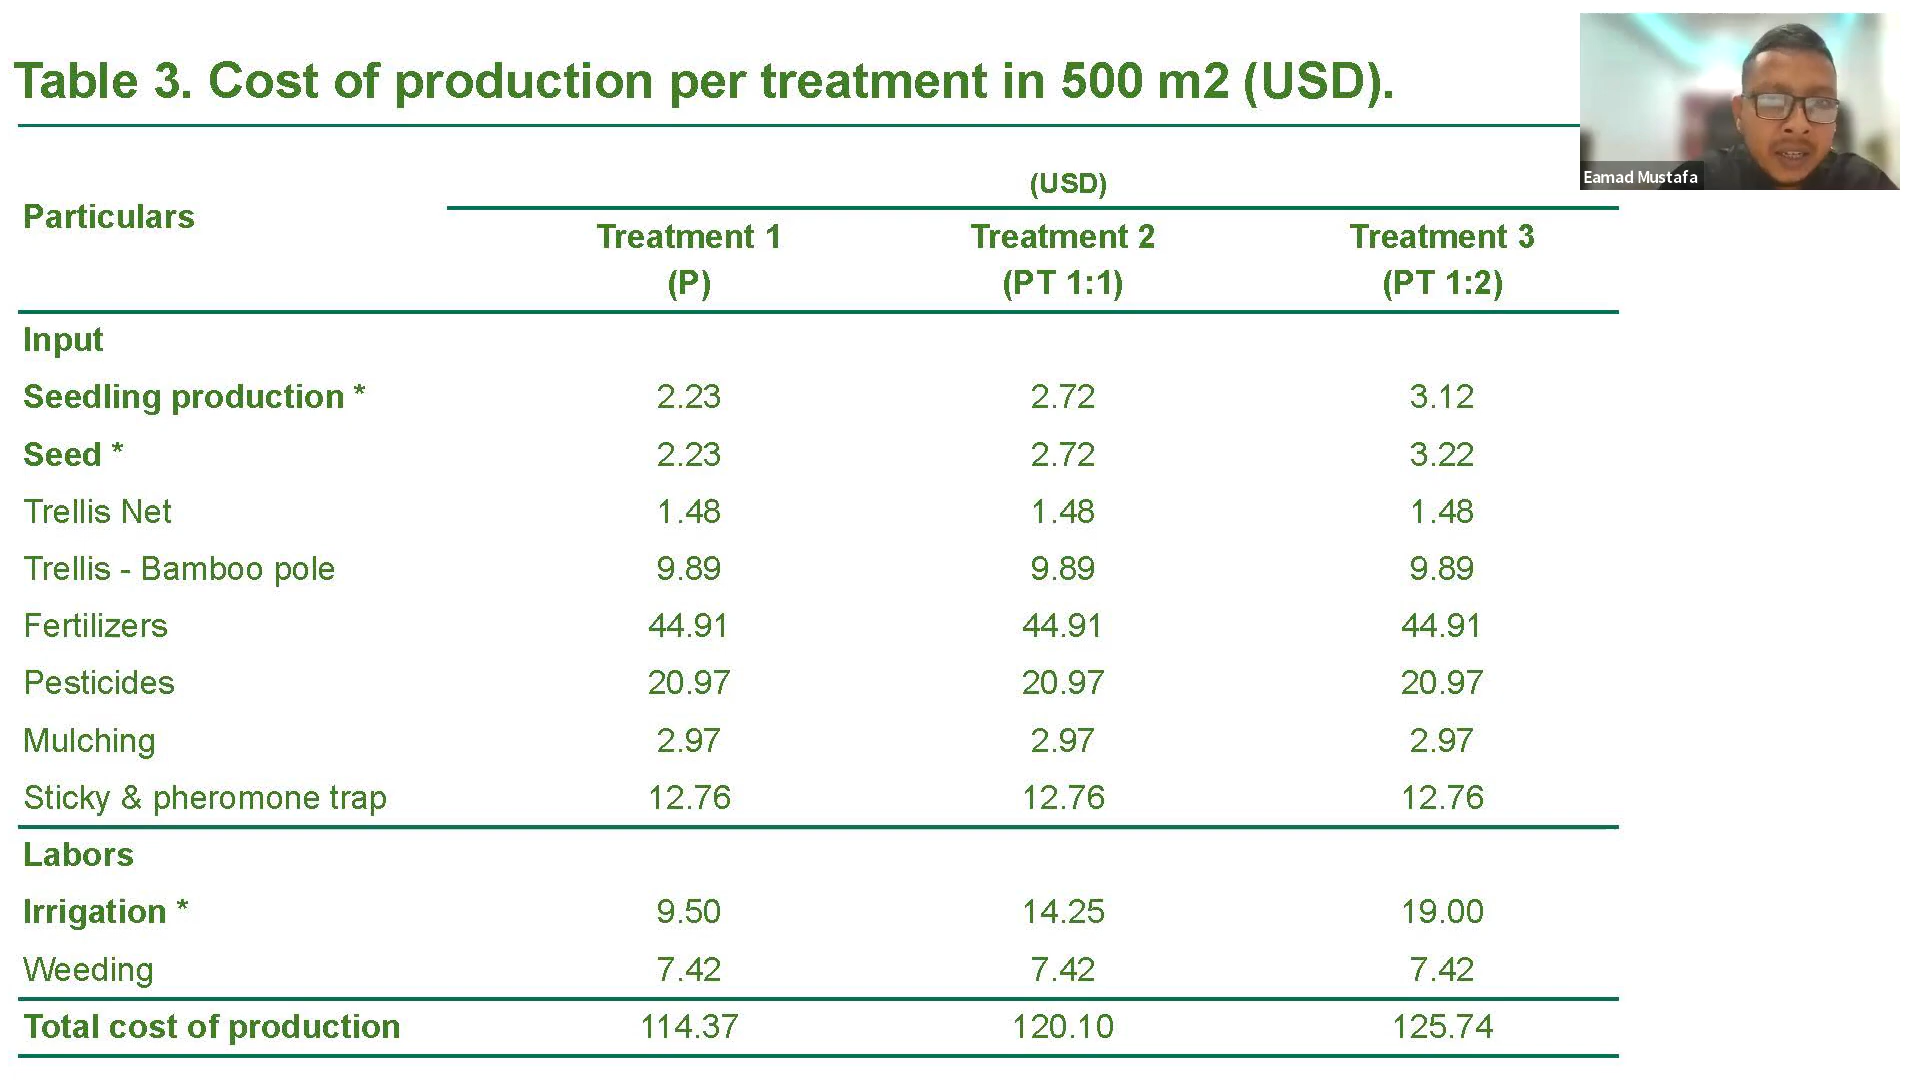 Table 3. Cost of production per treatment in 500 m2 (USD).
Eamad Mustafa
Particulars
(USD)
Treatment 1 Treatment 2 Treatment 3
(P) (PT 1:1) (PT 1:2)
Input
Seedling production * 2.23 2.72 3.12
Seed * 2.23 2.72 3.22
Trellis Net 1.48 1.48 1.48
Trellis - Bamboo pole 9.89 9.89 9.89
Fertilizers 44.91 44.91 44.91
Pesticides 20.97 20.97 20.97
Mulching 2.97 2.97 2.97
Sticky & pheromone trap 12.76 12.76 12.76
Labors
Irrigation * 9.50 14.25 19.00
Weeding 7.42 7.42 7.42
Total cost of production 114.37 120.10 125.74